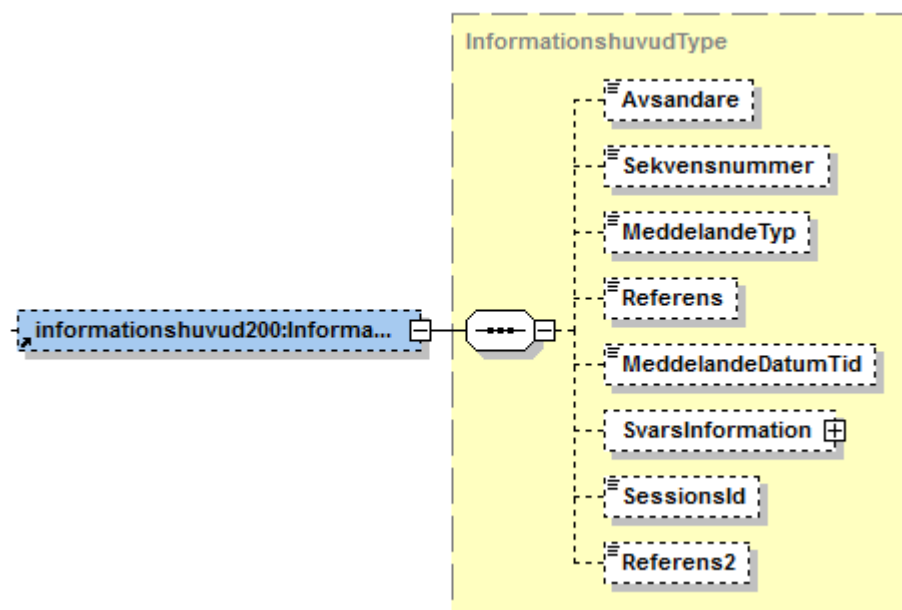 InformationshuvudType
Avsandare
Sekvensnummer
MeddelandeTyp
Referens
informationshuvud200:Informa...
MeddelandeDatumTid
SvarsInformation
SessionsId
Referens2